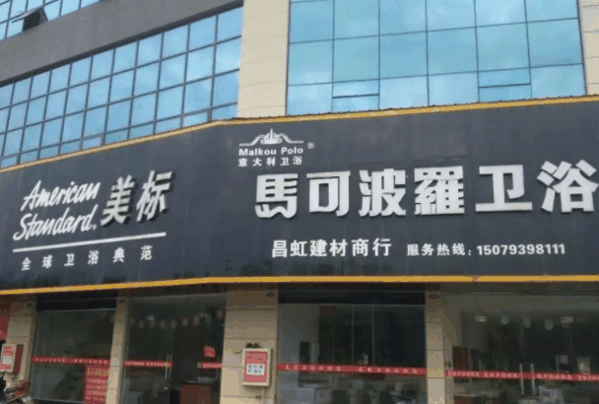 American
Standard®
美标
全球卫浴典范
Malkou Polo®
意大利卫浴
馬可波羅卫浴
昌虹建材商行 服务热线：15079398111